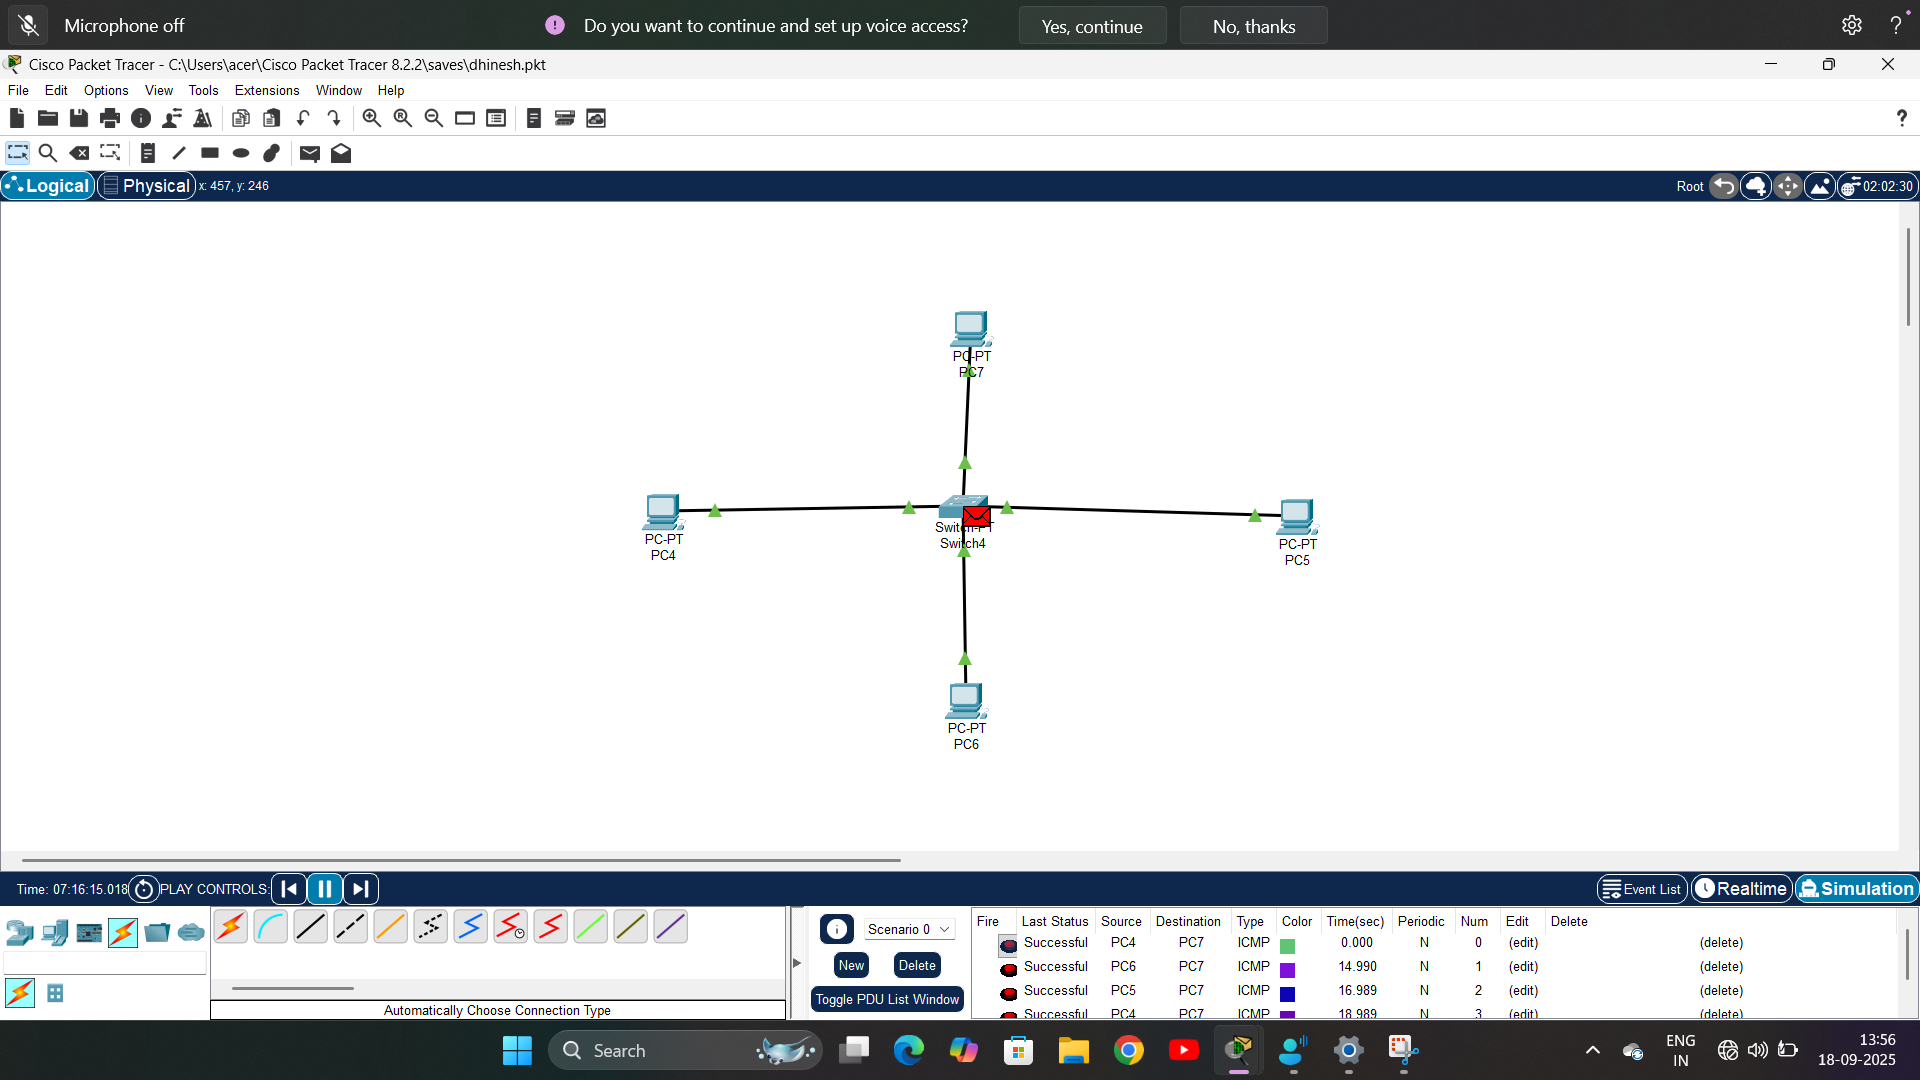 Microphone off
Do you want to continue and set up voice access?
Yes, continue
No, thanks
Cisco Packet Tracer - C:\Users\acer\Cisco Packet Tracer 8.2.2\saves\dhinesh.pkt
File Edit Options View Tools Extensions Window Help
Logical Physical x: 457, y: 246
Root 02:02:30
PC-PT
PC7
PC-PT
PC4
Switch-PT
Switch4
PC-PT
PC5
PC-PT
PC6
Time: 07:16:15.018 PLAY CONTROLS:
Event List Realtime Simulation
Scenario 0
New Delete
Toggle PDU List Window
Automatically Choose Connection Type
Fire Last Status Source Destination Type Color Time(sec) Periodic Num Edit Delete
Successful PC4 PC7 ICMP 0.000 N 0 (edit) (delete)
Successful PC6 PC7 ICMP 14.990 N 1 (edit) (delete)
Successful PC5 PC7 ICMP 16.989 N 2 (edit) (delete)
Successful PC4 PC7 ICMP 18.989 N 3 (edit) (delete)
Search
ENG
IN
13:56
18-09-2025